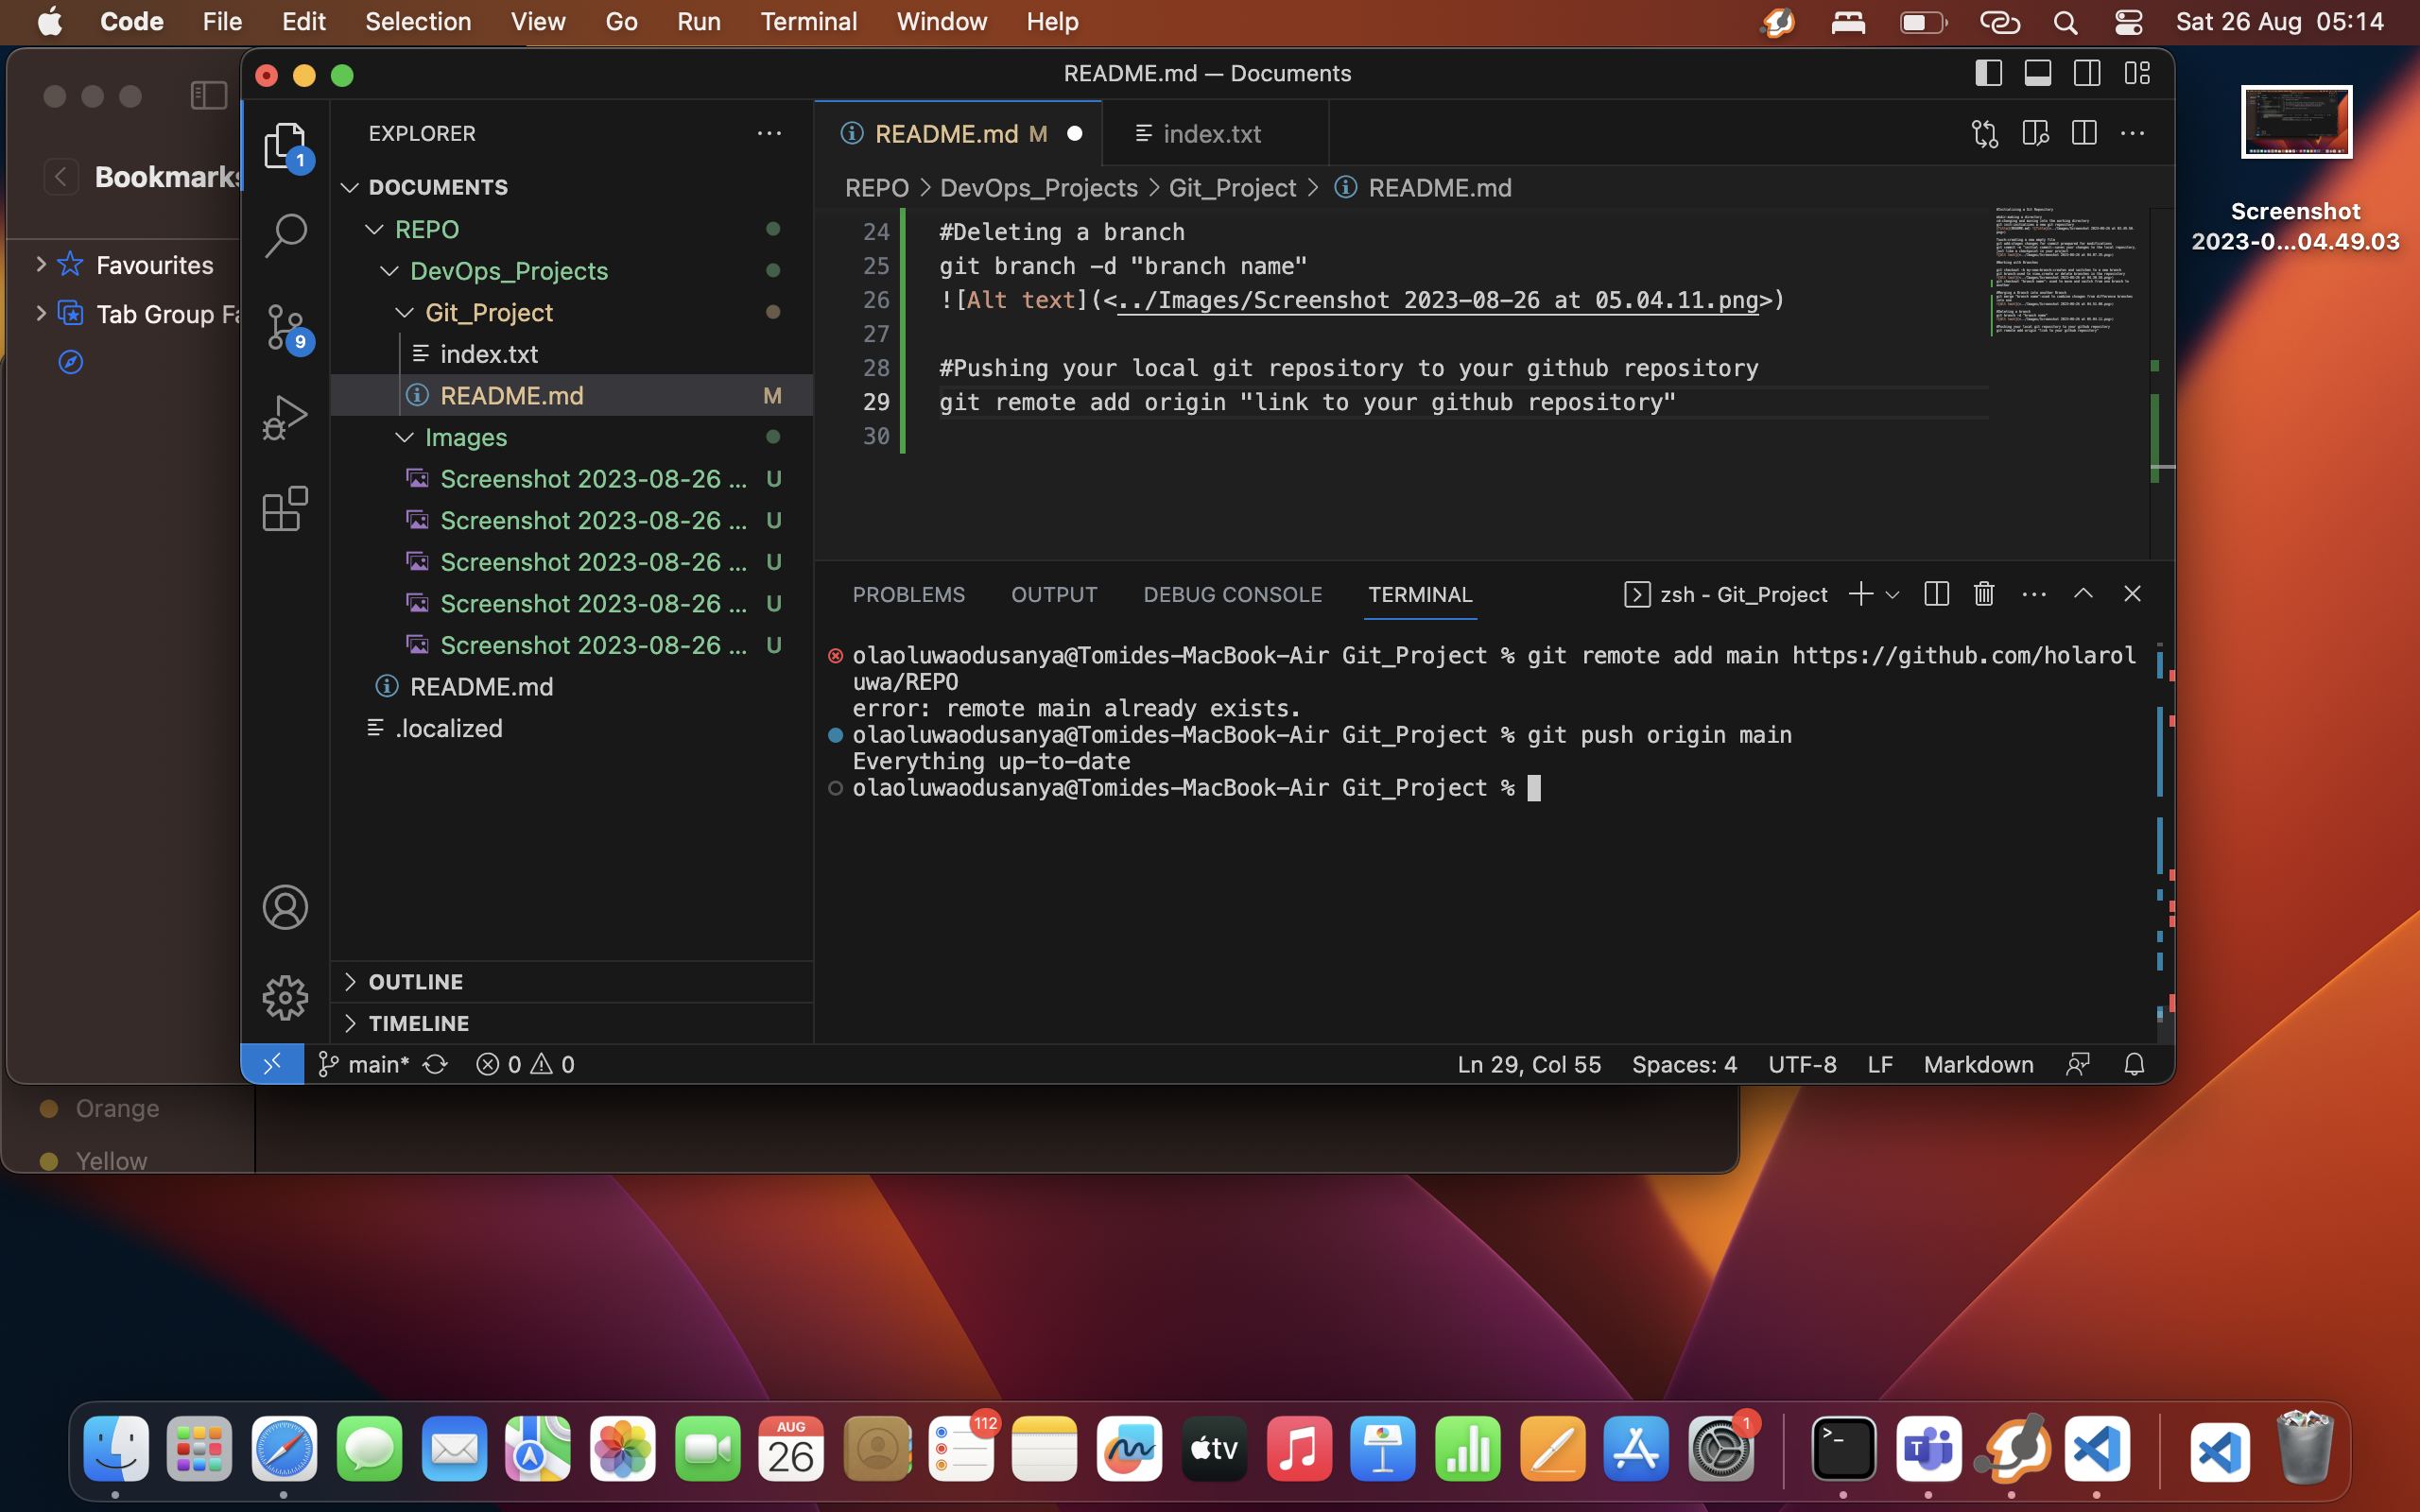 Code File Edit Selection View Go Run Terminal Window Help Sat 26 Aug 05:14
README.md — Documents
Bookmarks
Favourites
Tab Group Fa
Orange
Yellow
1
9
EXPLORER
DOCUMENTS
REPO
DevOps_Projects
Git_Project
index.txt
README.md M
Images
Screenshot 2023-08-26 ... U
Screenshot 2023-08-26 ... U
Screenshot 2023-08-26 ... U
Screenshot 2023-08-26 ... U
Screenshot 2023-08-26 ... U
README.md
.localized
OUTLINE
TIMELINE
README.md M index.txt
REPO > DevOps_Projects > Git_Project > README.md
24 #Deleting a branch
25 git branch -d "branch name"
26 ![Alt text](<../Images/Screenshot 2023-08-26 at 05.04.11.png>)
27
28 #Pushing your local git repository to your github repository
29 git remote add origin "link to your github repository"
30
PROBLEMS OUTPUT DEBUG CONSOLE TERMINAL zsh - Git_Project
olaoluwaodusanya@Tomides-MacBook-Air Git_Project % git remote add main https://github.com/holarol
uwa/REPO
error: remote main already exists.
olaoluwaodusanya@Tomides-MacBook-Air Git_Project % git push origin main
Everything up-to-date
olaoluwaodusanya@Tomides-MacBook-Air Git_Project %
main* 0 0 Ln 29, Col 55 Spaces: 4 UTF-8 LF Markdown
Screenshot
2023-0...04.49.03
AUG
26
112
tv
1
T